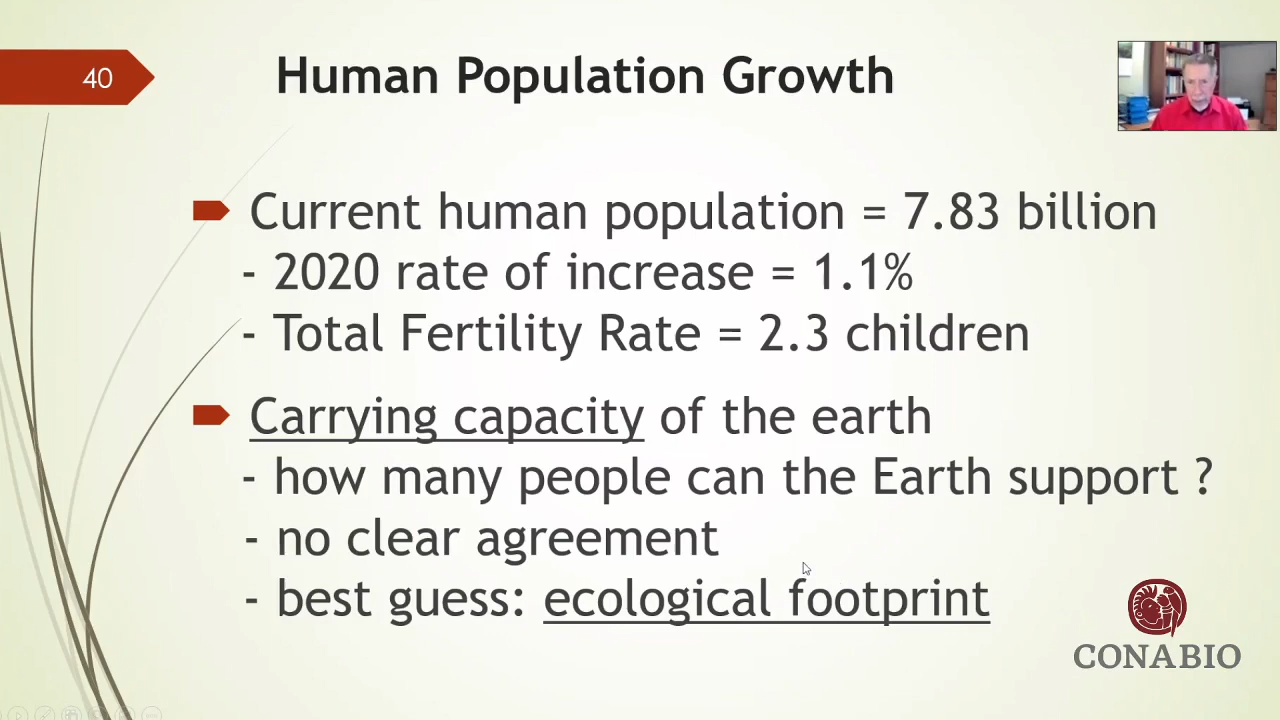 40
Human Population Growth
Current human population = 7.83 billion
- 2020 rate of increase = 1.1%
- Total Fertility Rate = 2.3 children
Carrying capacity of the earth
- how many people can the Earth support ?
- no clear agreement
- best guess: ecological footprint
CONABIO